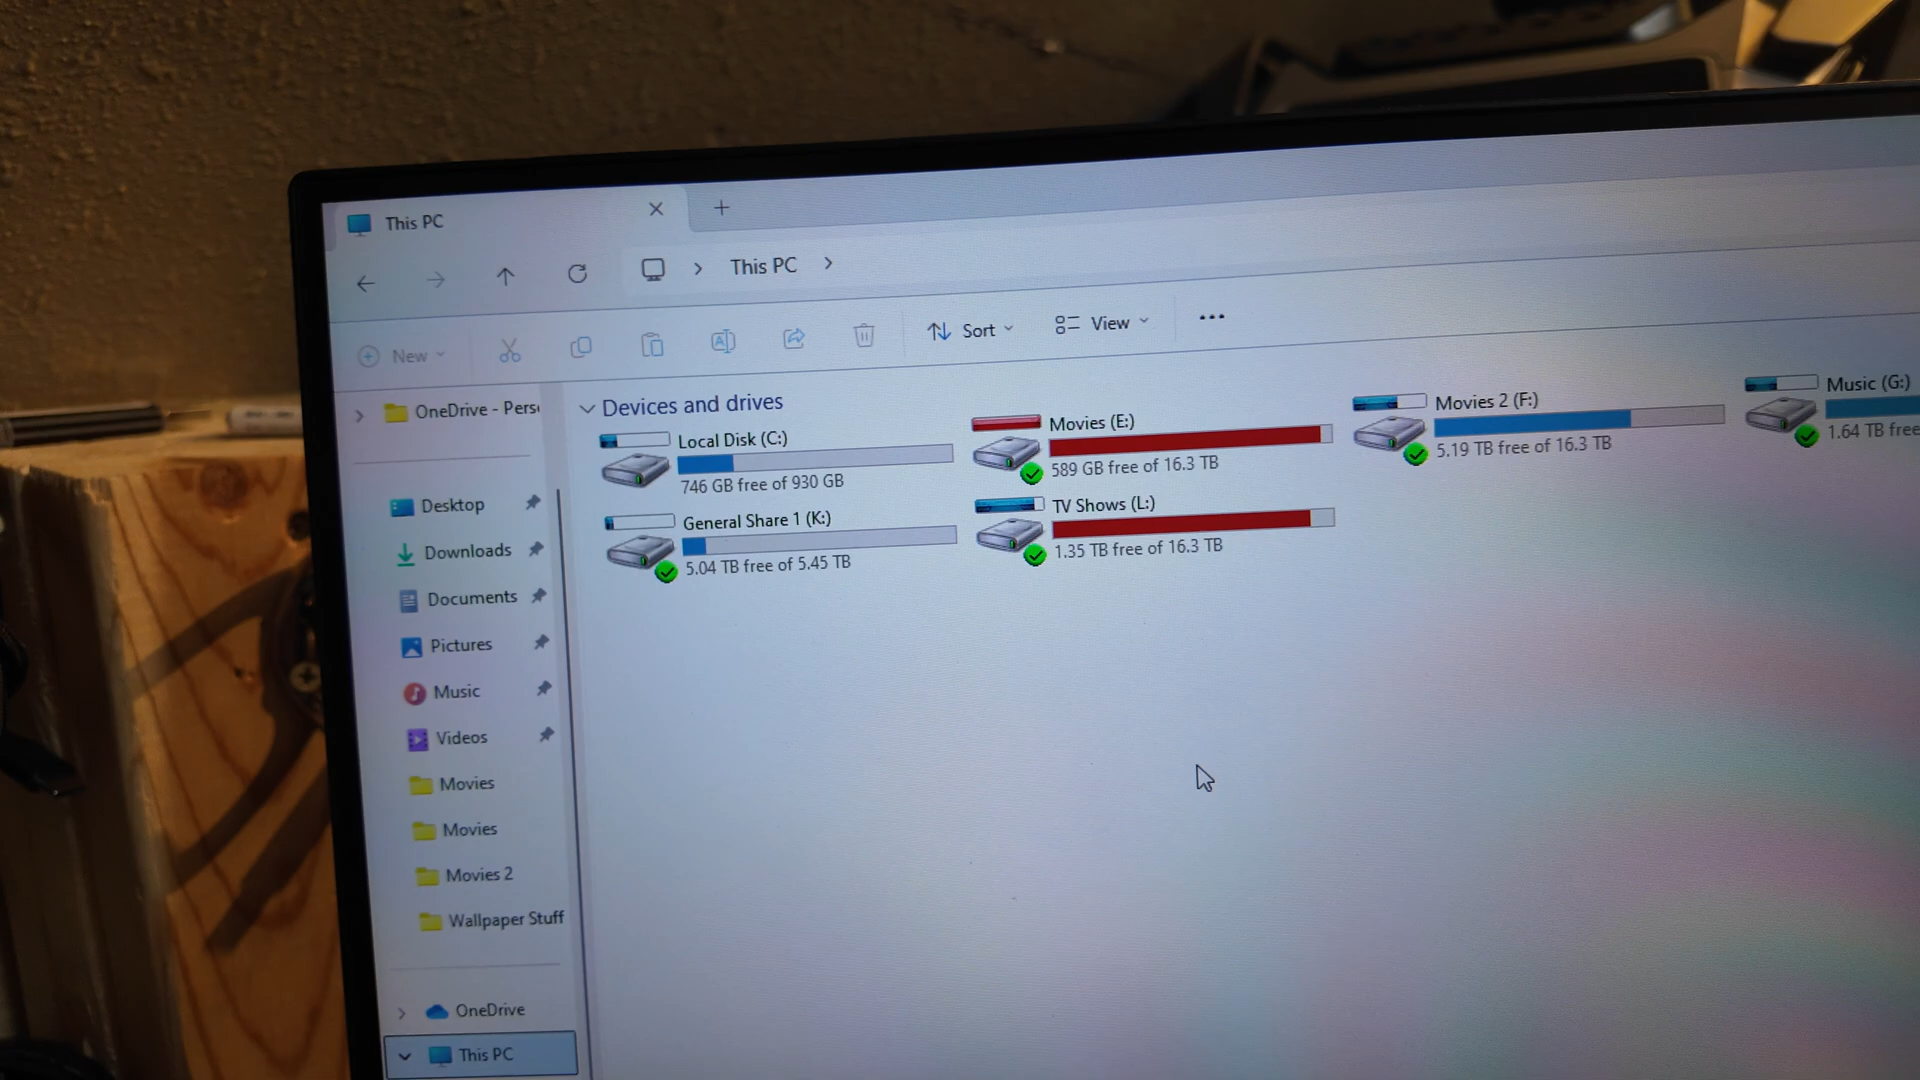 This PC
This PC
New
Sort
View
OneDrive - Pers
Desktop
Downloads
Documents
Pictures
Music
Videos
Movies
Movies
Movies 2
Wallpaper Stuff
OneDrive
This PC
Devices and drives
Local Disk (C:)
746 GB free of 930 GB
Movies (E:)
589 GB free of 16.3 TB
Movies 2 (F:)
5.19 TB free of 16.3 TB
Music (G:)
1.64 TB free
General Share 1 (K:)
5.04 TB free of 5.45 TB
TV Shows (L:)
1.35 TB free of 16.3 TB